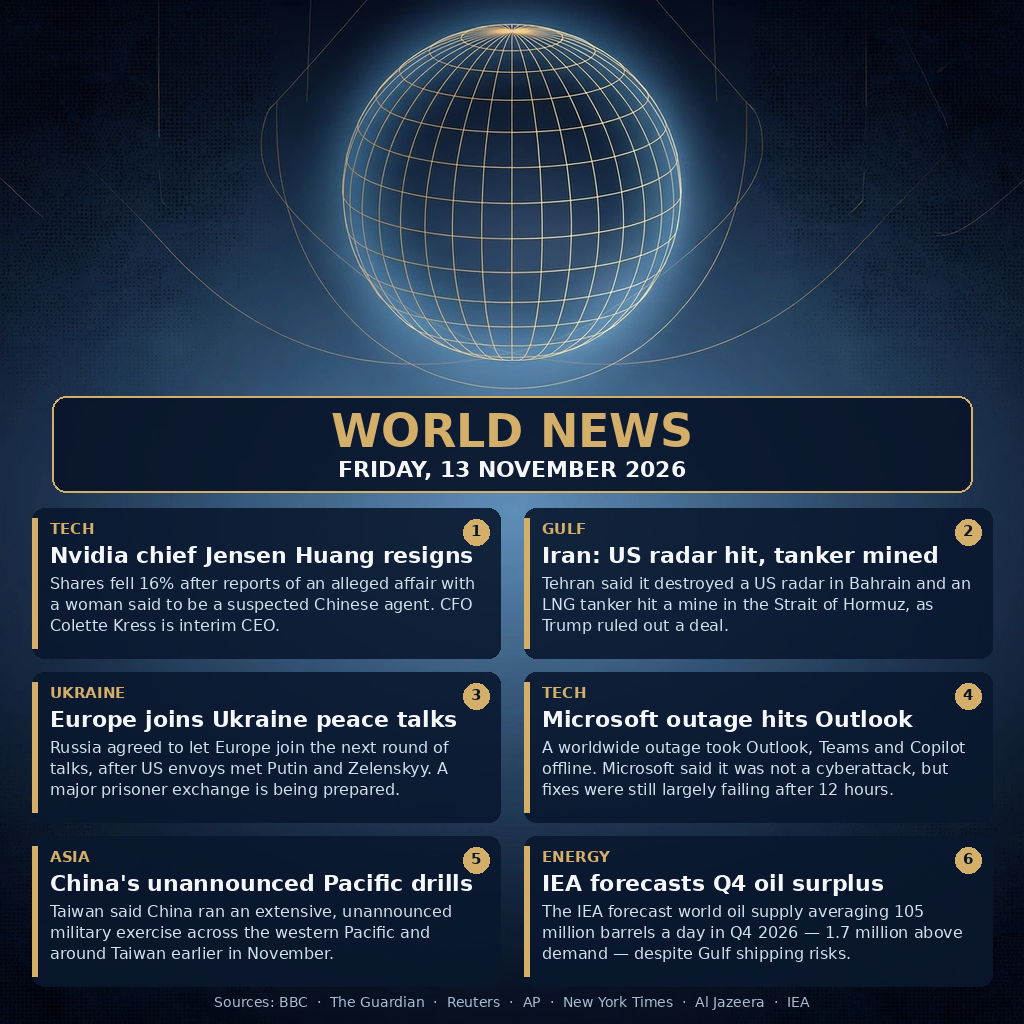 WORLD NEWS
FRIDAY, 13 NOVEMBER 2026
TECH
1
Nvidia chief Jensen Huang resigns
Shares fell 16% after reports of an alleged affair with
a woman said to be a suspected Chinese agent. CFO
Colette Kress is interim CEO.
GULF
2
Iran: US radar hit, tanker mined
Tehran said it destroyed a US radar in Bahrain and an
LNG tanker hit a mine in the Strait of Hormuz, as
Trump ruled out a deal.
UKRAINE
3
Europe joins Ukraine peace talks
Russia agreed to let Europe join the next round of
talks, after US envoys met Putin and Zelenskyy. A
major prisoner exchange is being prepared.
TECH
4
Microsoft outage hits Outlook
A worldwide outage took Outlook, Teams and Copilot
offline. Microsoft said it was not a cyberattack, but
fixes were still largely failing after 12 hours.
ASIA
5
China's unannounced Pacific drills
Taiwan said China ran an extensive, unannounced
military exercise across the western Pacific and
around Taiwan earlier in November.
ENERGY
6
IEA forecasts Q4 oil surplus
The IEA forecast world oil supply averaging 105
million barrels a day in Q4 2026 — 1.7 million above
demand — despite Gulf shipping risks.
Sources: BBC · The Guardian · Reuters · AP · New York Times · Al Jazeera · IEA